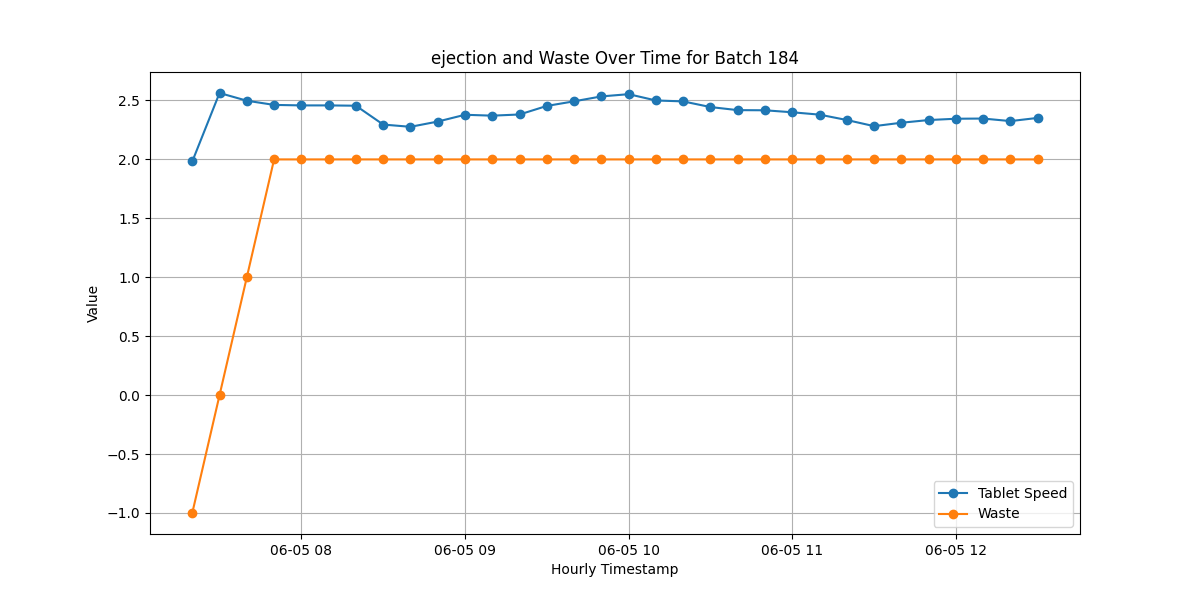 ejection and Waste Over Time for Batch 184
2.5
2.0
1.5
1.0
0.5
0.0
−0.5
−1.0
Value
Tablet Speed
Waste
06-05 08 06-05 09 06-05 10 06-05 11 06-05 12
Hourly Timestamp